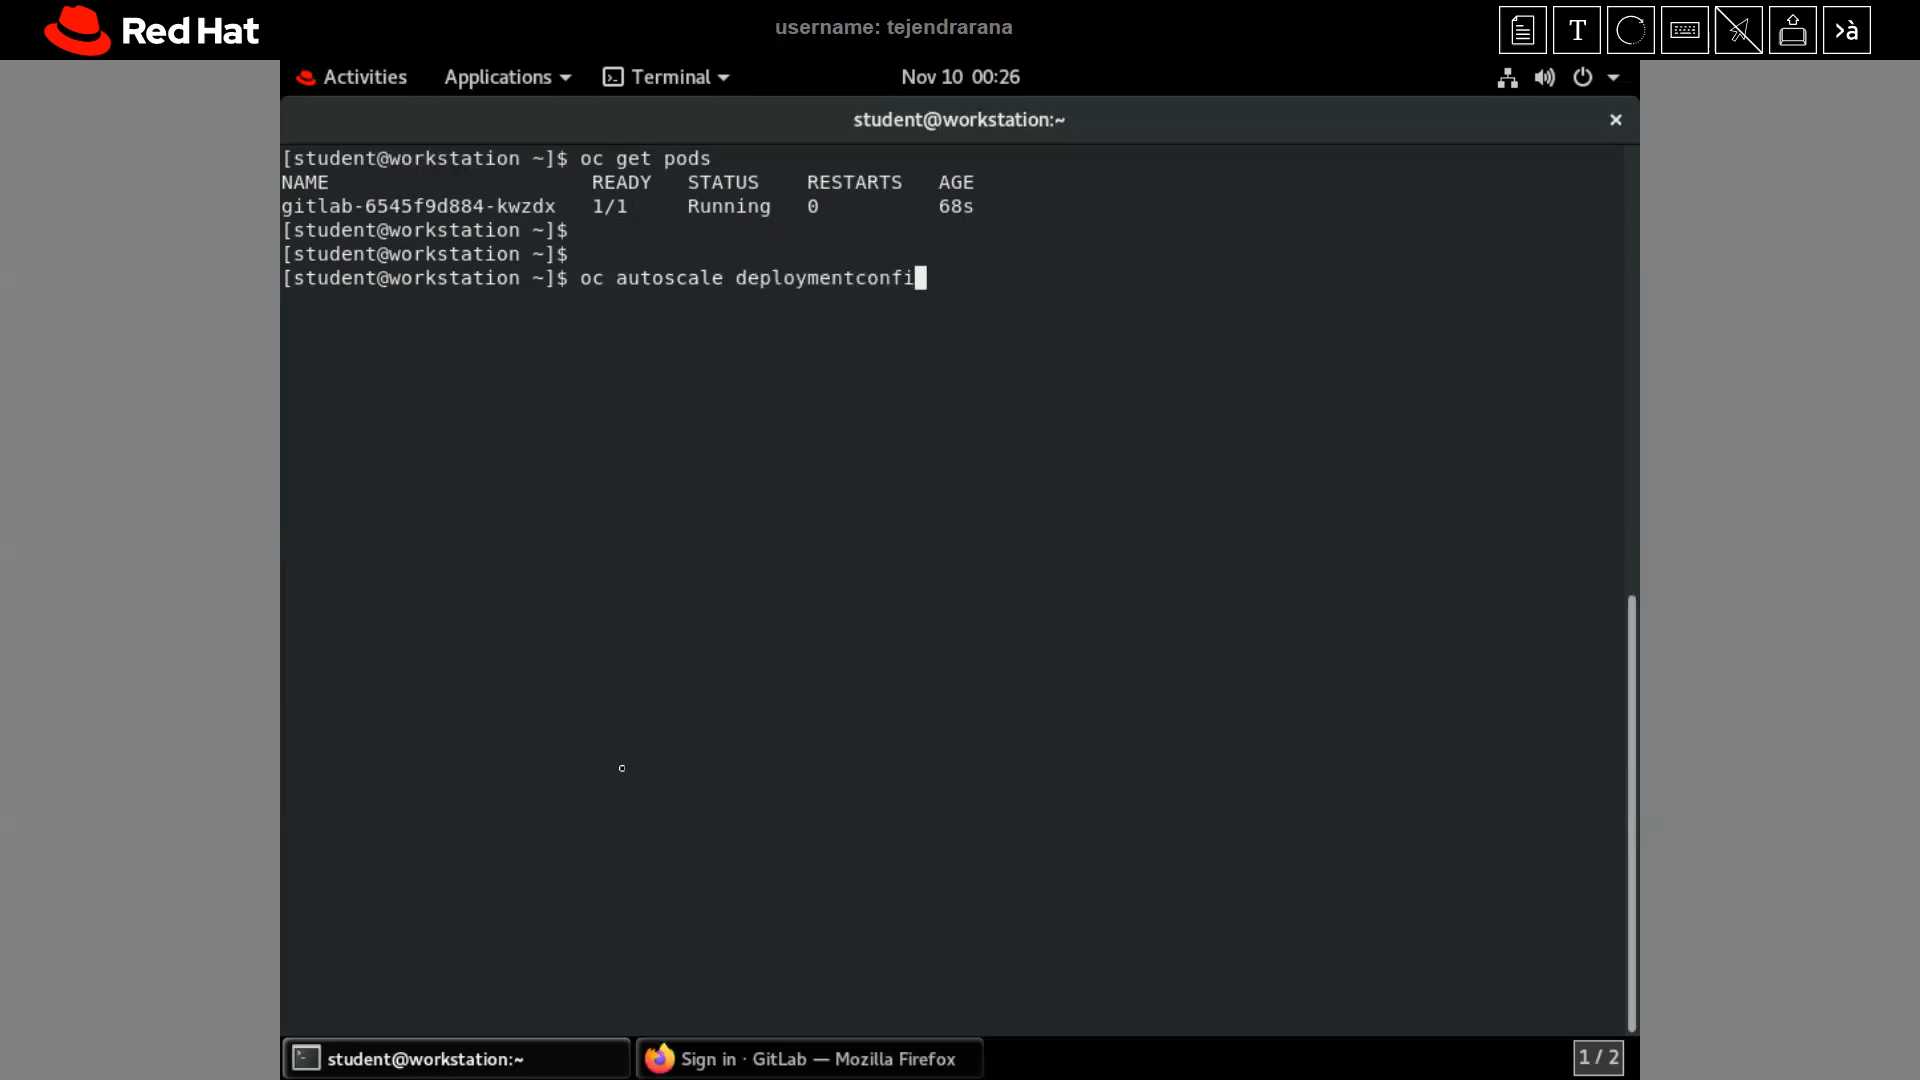 Red Hat
username: tejendrarana
T
>à
Activities Applications Terminal Nov 10 00:26
student@workstation:~ ×
[student@workstation ~]$ oc get pods
NAME READY STATUS RESTARTS AGE
gitlab-6545f9d884-kwzdx 1/1 Running 0 68s
[student@workstation ~]$
[student@workstation ~]$
[student@workstation ~]$ oc autoscale deploymentconfi
student@workstation:~ Sign in · GitLab — Mozilla Firefox 1 / 2